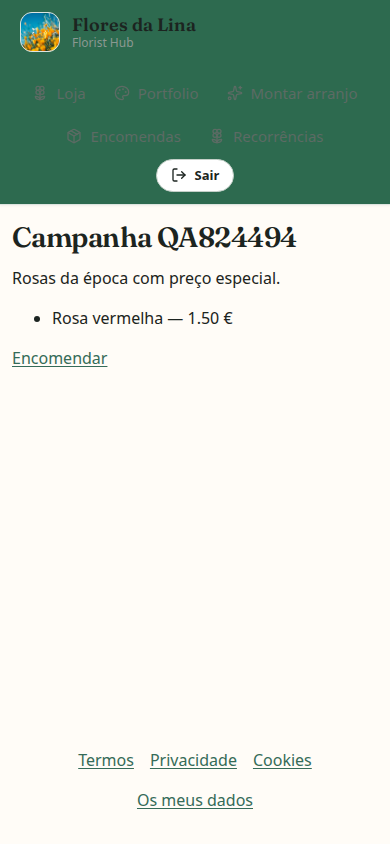 Flores da Lina
Florist Hub
Loja Portfolio Montar arranjo
Encomendas Recorrências
Sair
Campanha QA824494
Rosas da época com preço especial.
• Rosa vermelha — 1.50 €
Encomendar
Termos Privacidade Cookies
Os meus dados